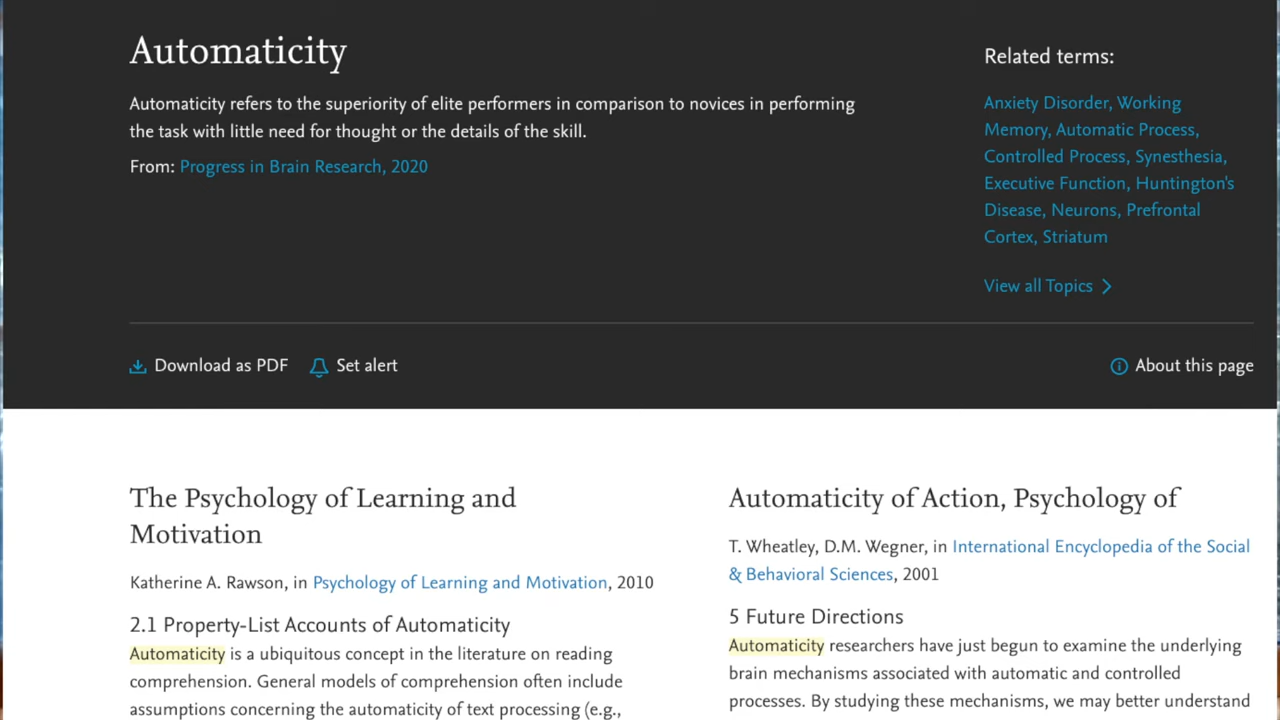 Automaticity
Automaticity refers to the superiority of elite performers in comparison to novices in performing
the task with little need for thought or the details of the skill.
From: Progress in Brain Research, 2020
Related terms:
Anxiety Disorder, Working
Memory, Automatic Process,
Controlled Process, Synesthesia,
Executive Function, Huntington's
Disease, Neurons, Prefrontal
Cortex, Striatum
View all Topics
Download as PDF
Set alert
About this page
The Psychology of Learning and
Motivation
Katherine A. Rawson, in Psychology of Learning and Motivation, 2010
2.1 Property-List Accounts of Automaticity
Automaticity is a ubiquitous concept in the literature on reading
comprehension. General models of comprehension often include
assumptions concerning the automaticity of text processing (e.g.,
Automaticity of Action, Psychology of
T. Wheatley, D.M. Wegner, in International Encyclopedia of the Social
& Behavioral Sciences, 2001
5 Future Directions
Automaticity researchers have just begun to examine the underlying
brain mechanisms associated with automatic and controlled
processes. By studying these mechanisms, we may better understand